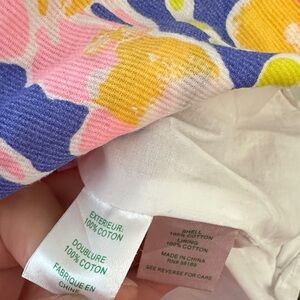 EXTERIEUR:
100% COTON
DOUBLURE
100% COTON
FABRIQUE EN
CHINE
SHELL
100% COTTON
LINING
100% COTTON
MADE IN CHINA
SEE REVERSE FOR CARE